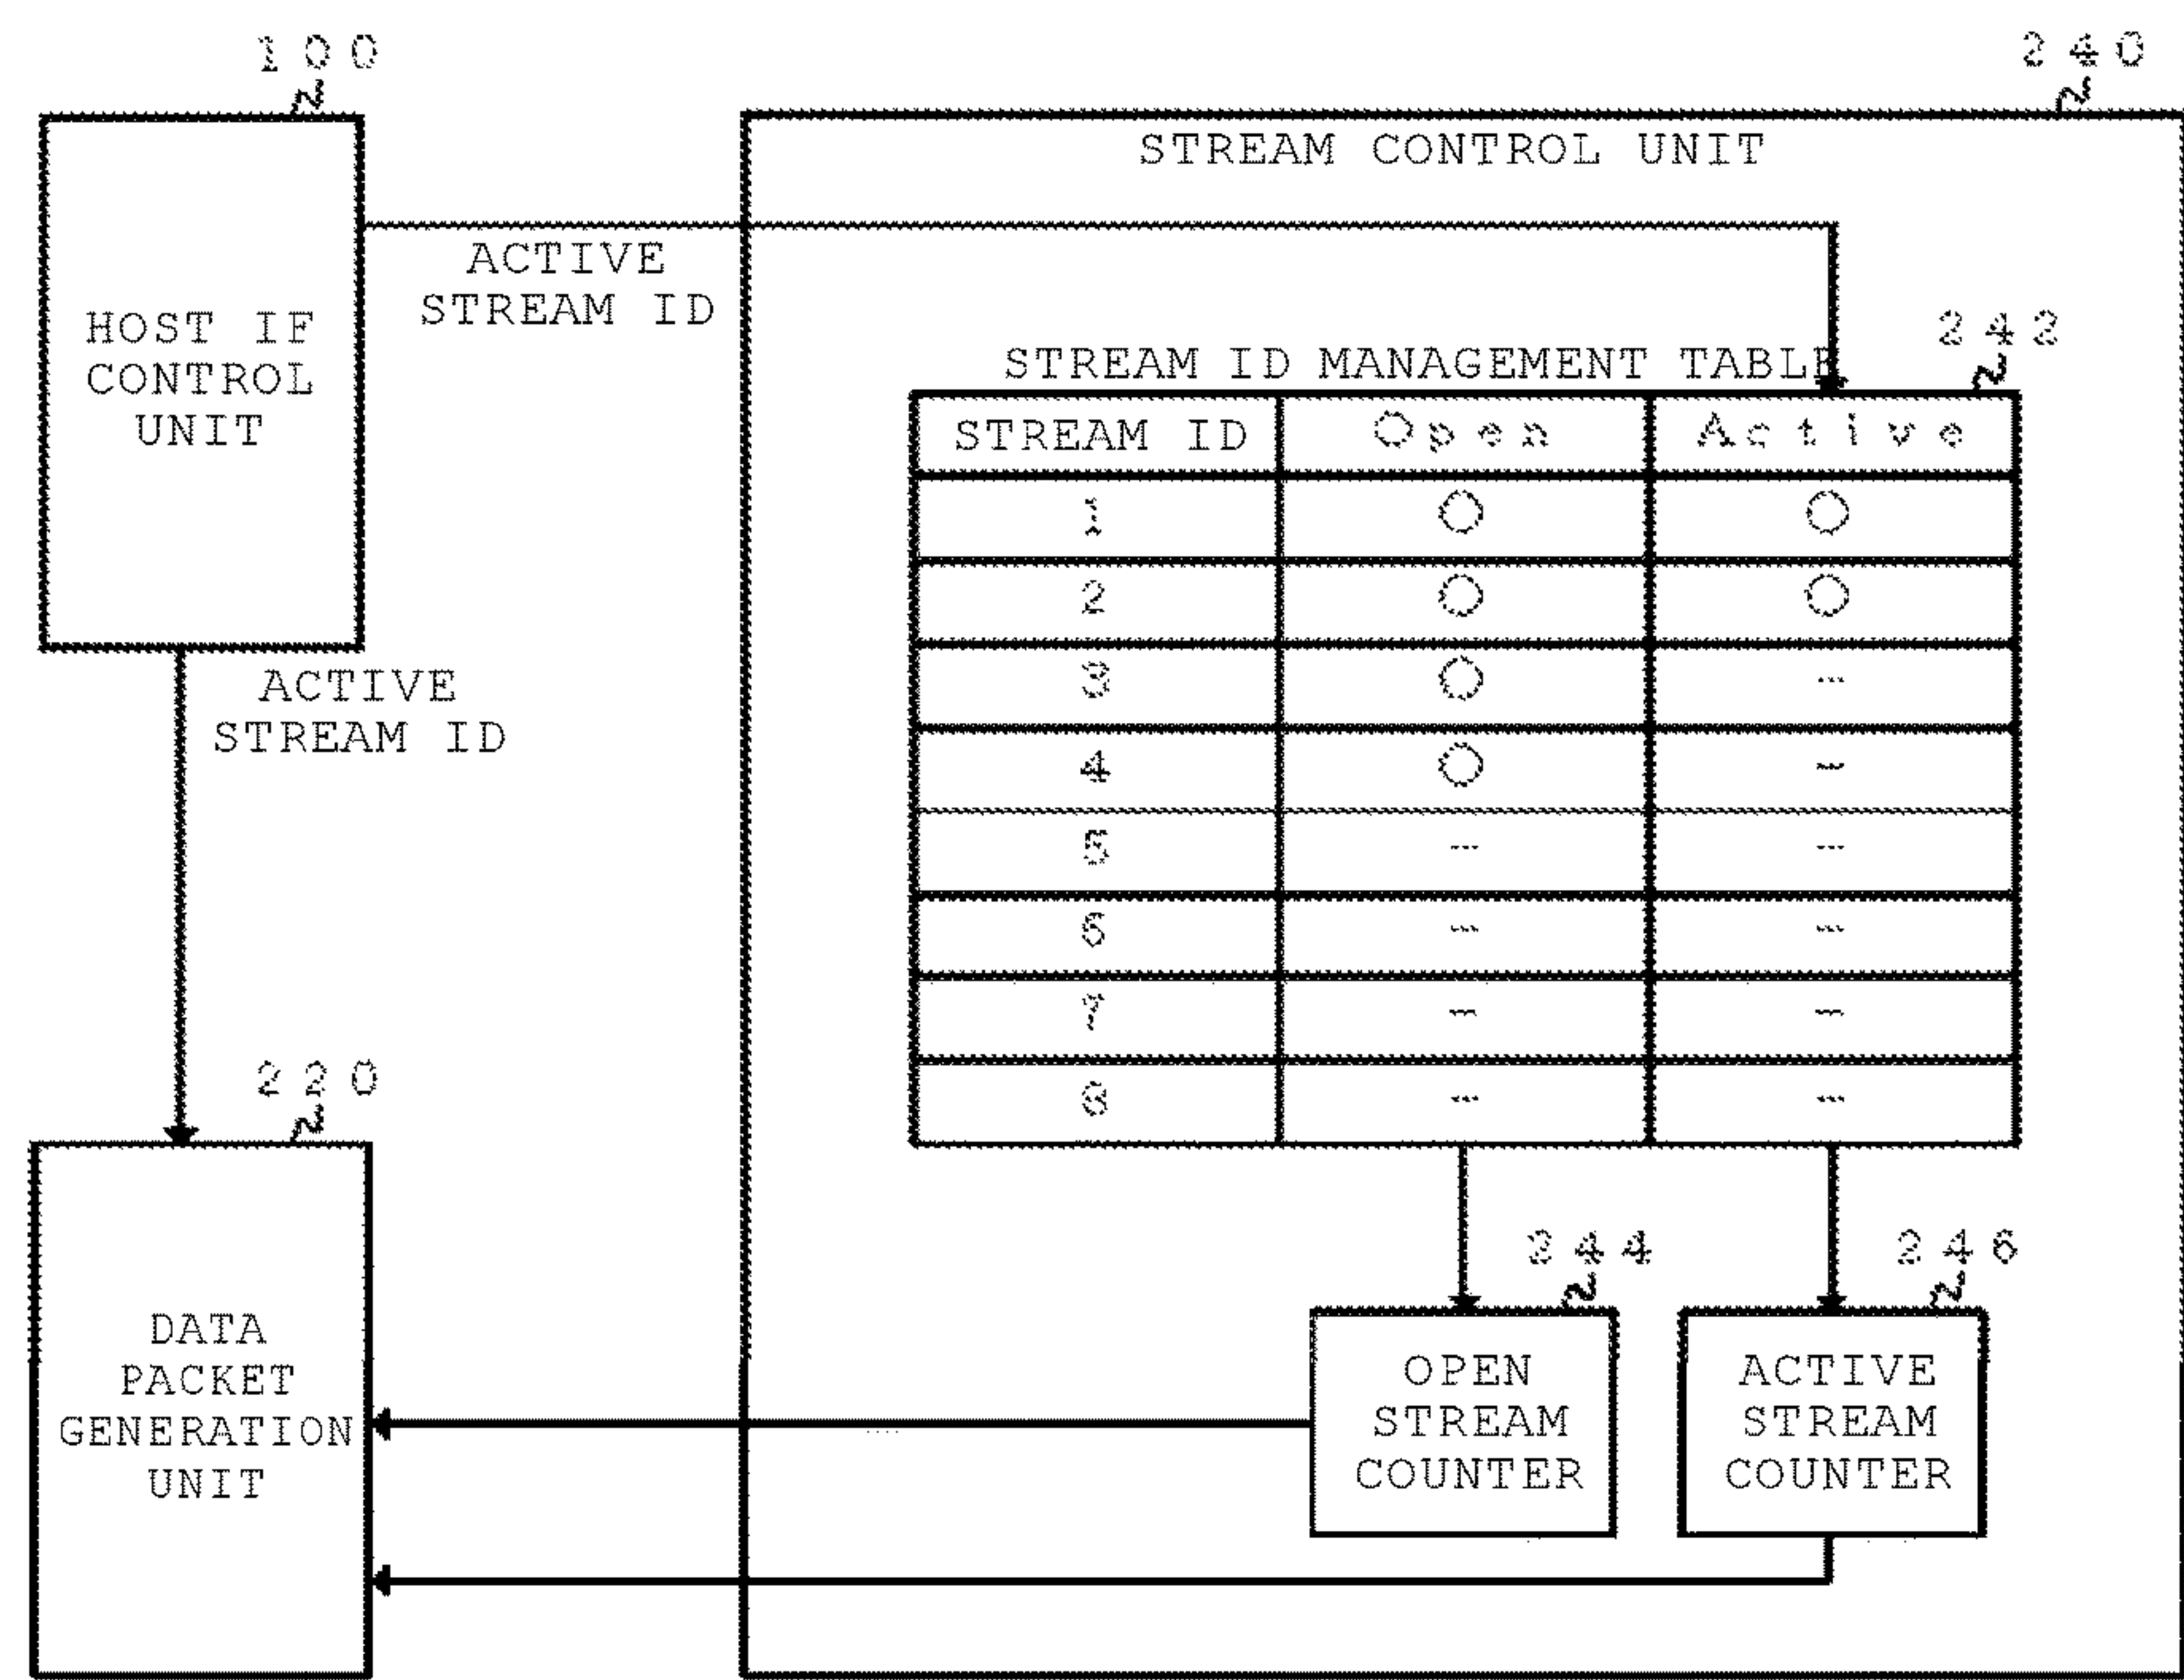 100
240
STREAM CONTROL UNIT
ACTIVE
STREAM ID
HOST IF
CONTROL
UNIT
242
STREAM ID MANAGEMENT TABLE
STREAM ID Open Active
1 ○ ○
2 ○ ○
3 ○ -
4 ○ -
5 - -
6 - -
7 - -
8 - -
ACTIVE
STREAM ID
220
DATA
PACKET
GENERATION
UNIT
244
246
OPEN
STREAM
COUNTER
ACTIVE
STREAM
COUNTER